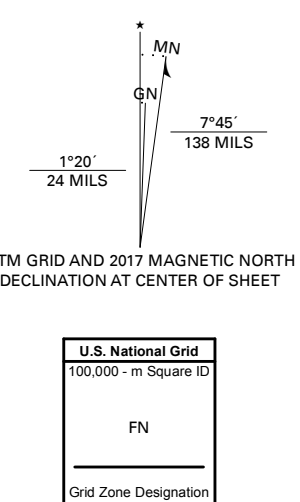 ★
MN
GN
7°45´
138 MILS
1°20´
24 MILS
TM GRID AND 2017 MAGNETIC NORTH
DECLINATION AT CENTER OF SHEET
U.S. National Grid
100,000 - m Square ID
FN
Grid Zone Designation